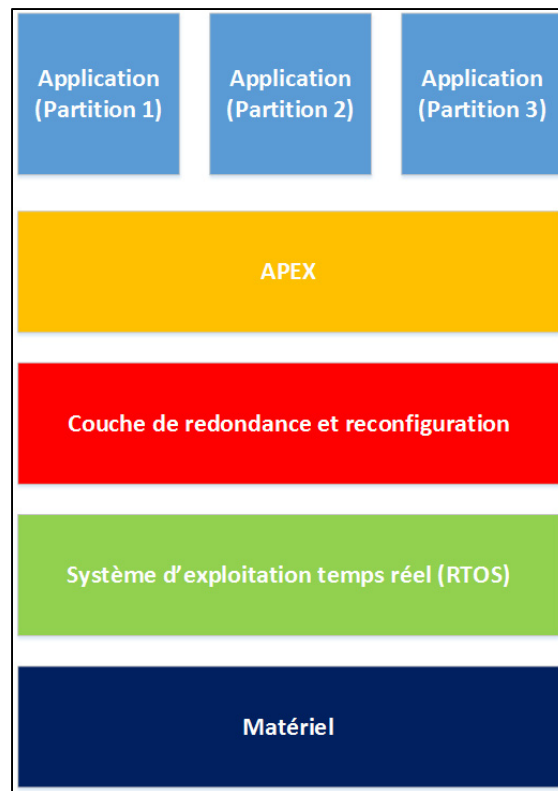 Application
(Partition 1)
Application
(Partition 2)
Application
(Partition 3)
APEX
Couche de redondance et reconfiguration
Système d'exploitation temps réel (RTOS)
Matériel